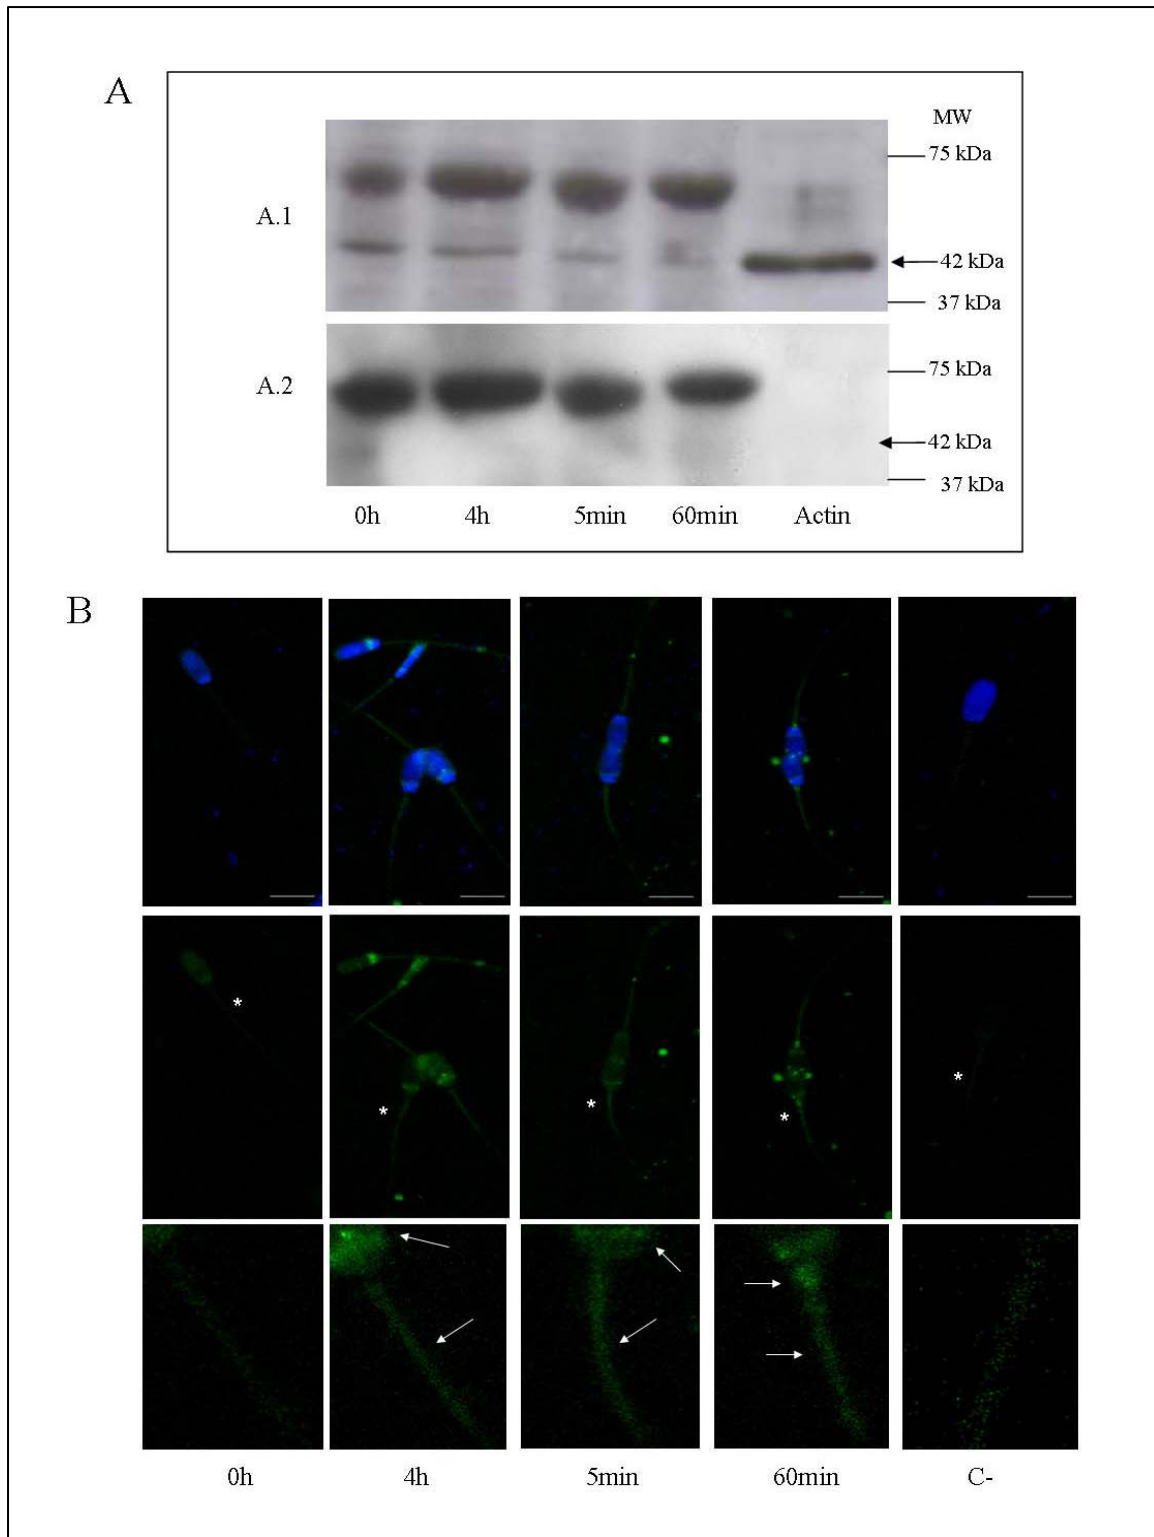 A
MW
75 kDa
A.1
42 kDa
37 kDa
75 kDa
A.2
42 kDa
37 kDa
0h 4h 5min 60min Actin
B
*
*
*
*
*
0h 4h 5min 60min C-